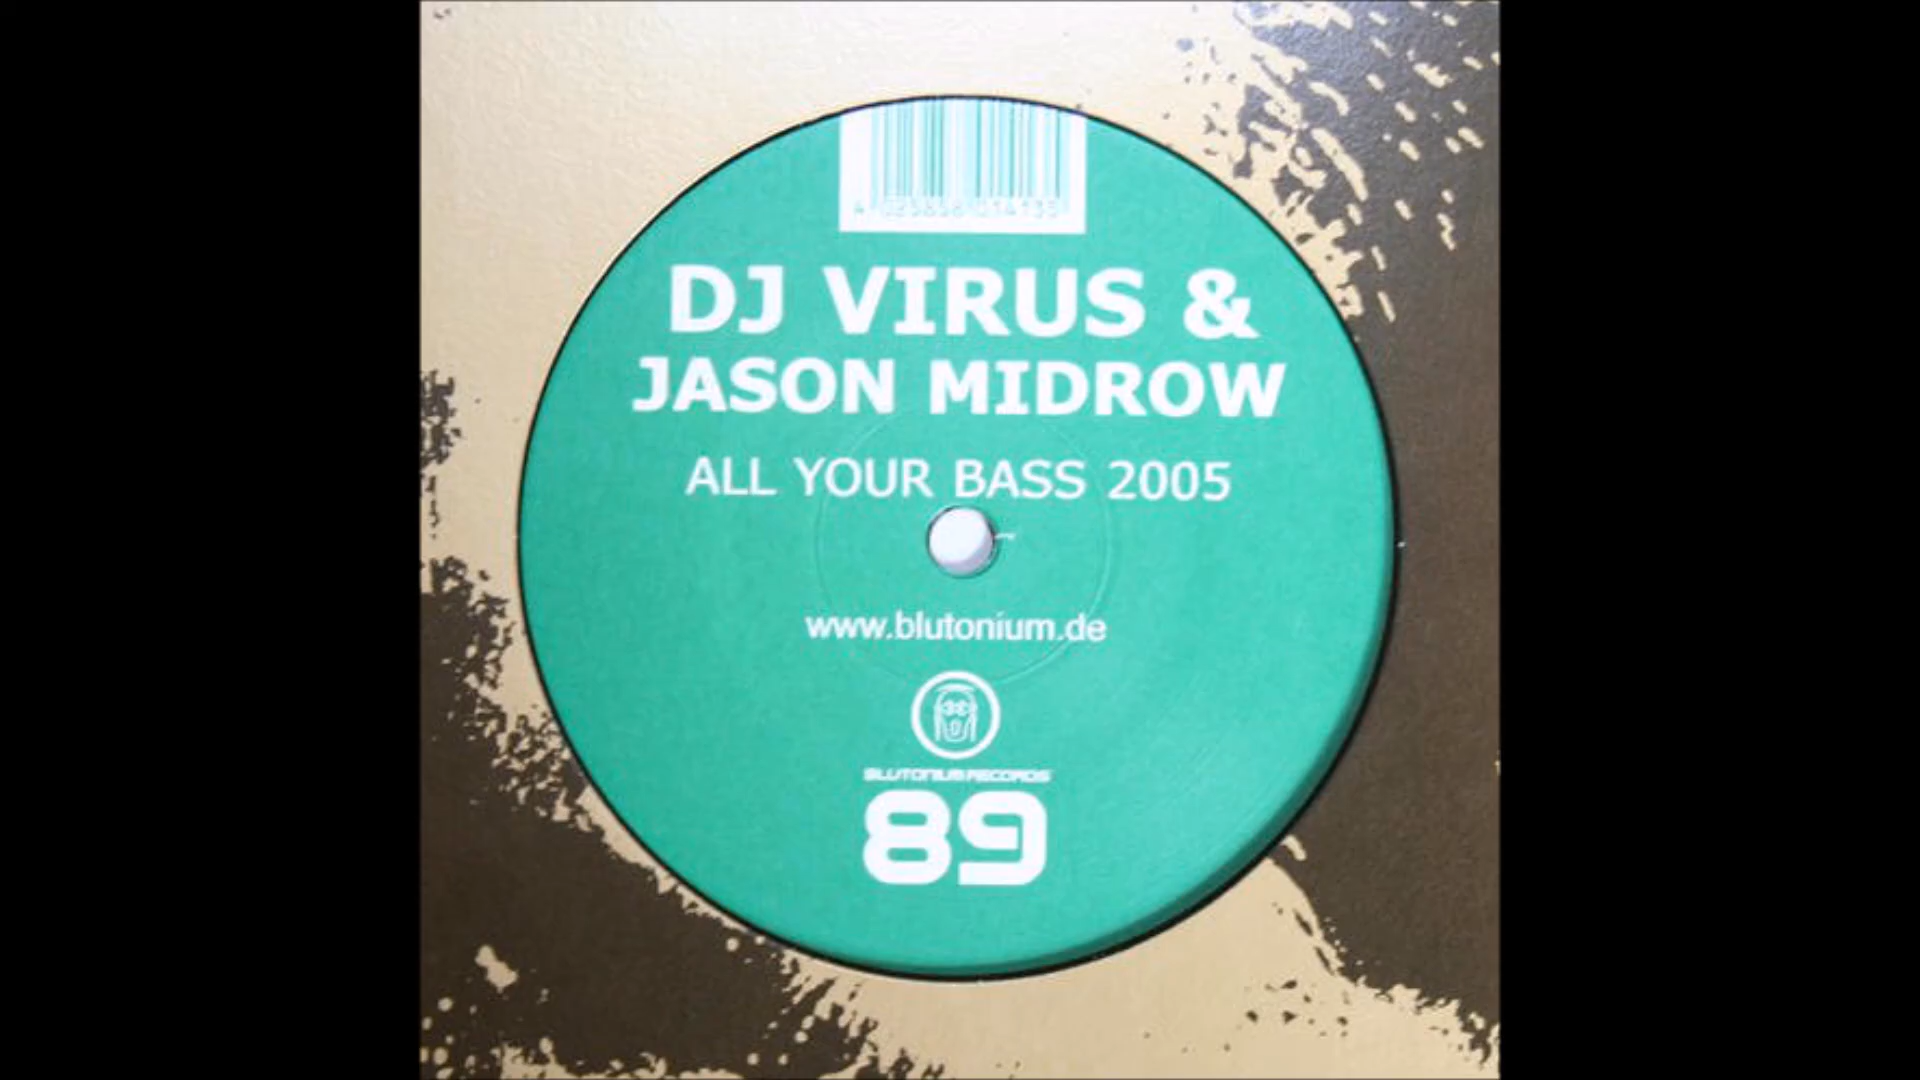 DJ VIRUS &
JASON MIDROW
ALL YOUR BASS 2005
www.blutonium.de
BLUTONIUM RECORDS
89